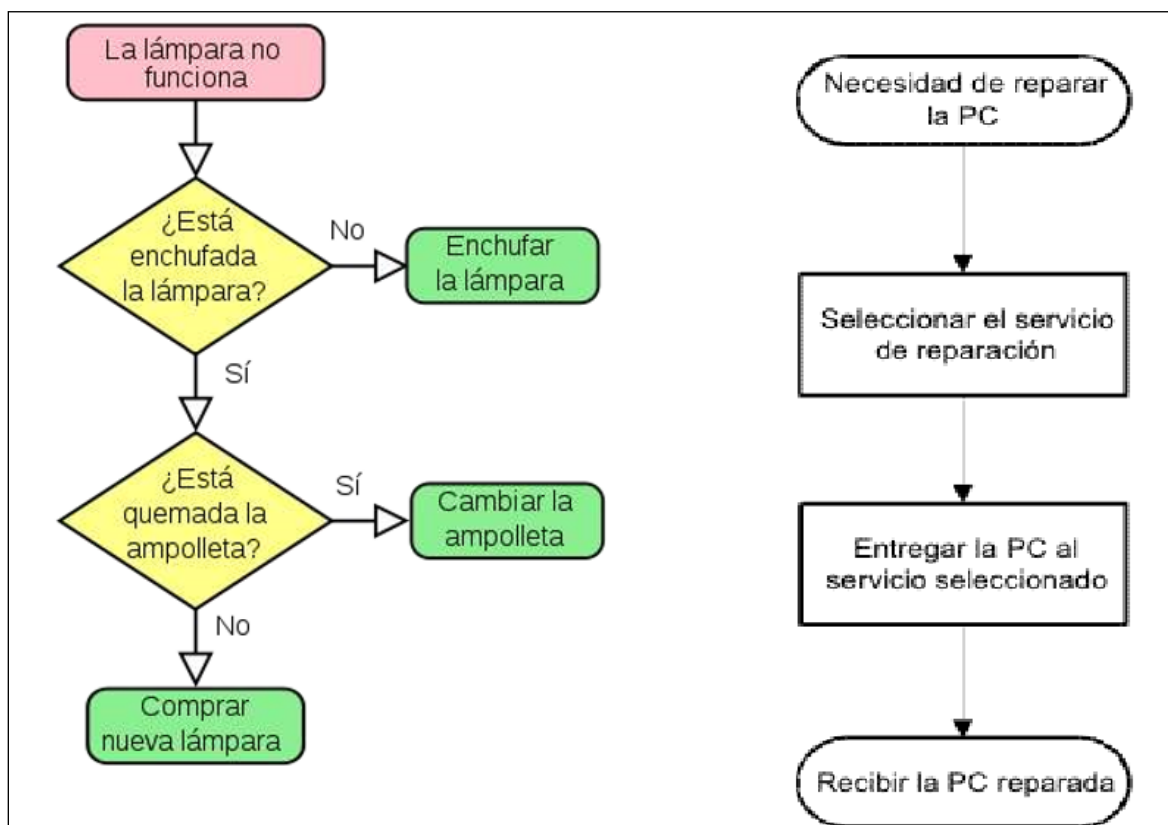 La lámpara no
funciona
¿Está
enchufada
la lámpara?
No
Enchufar
la lámpara
Sí
¿Está
quemada la
ampolleta?
Sí
Cambiar la
ampolleta
No
Comprar
nueva lámpara
Necesidad de reparar
la PC
Seleccionar el servicio
de reparación
Entregar la PC al
servicio seleccionado
Recibir la PC reparada